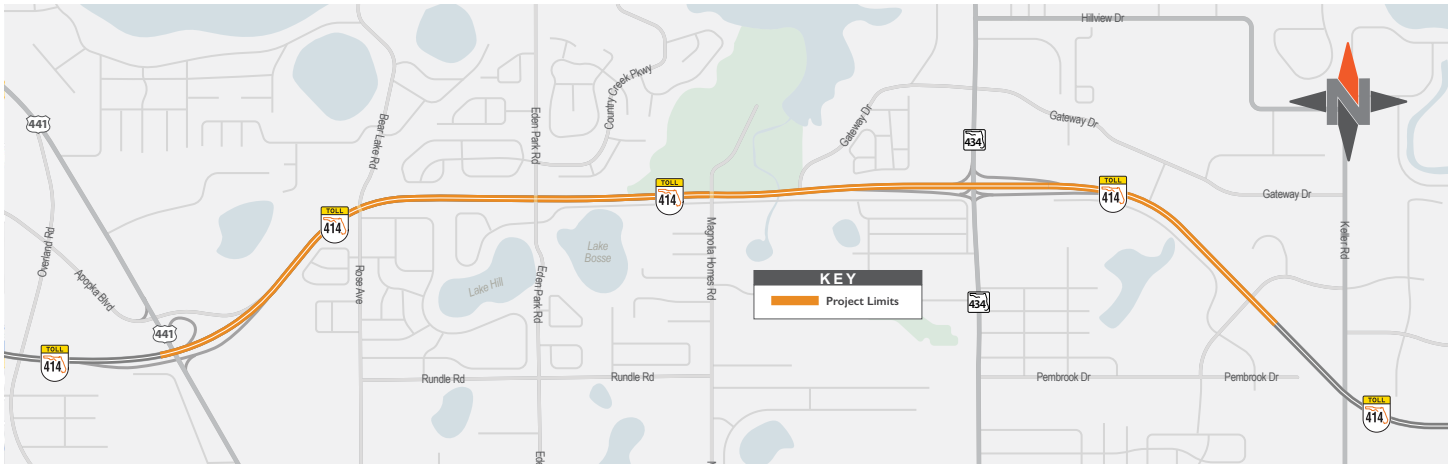 Hillview Dr
441
Bear Lake Rd
Eden Park Rd
Country Creek Pkwy
Gateway Dr
434
Gateway Dr
N
TOLL
414
TOLL
414
TOLL
414
Gateway Dr
Overland Rd
Apopka Blvd
Rose Ave
Lake Hill
Eden Park Rd
Lake
Bosse
Magnolia Homes Rd
Keller Rd
KEY
Project Limits
434
441
TOLL
414
Rundle Rd
Rundle Rd
Pembrook Dr
Pembrook Dr
TOLL
414